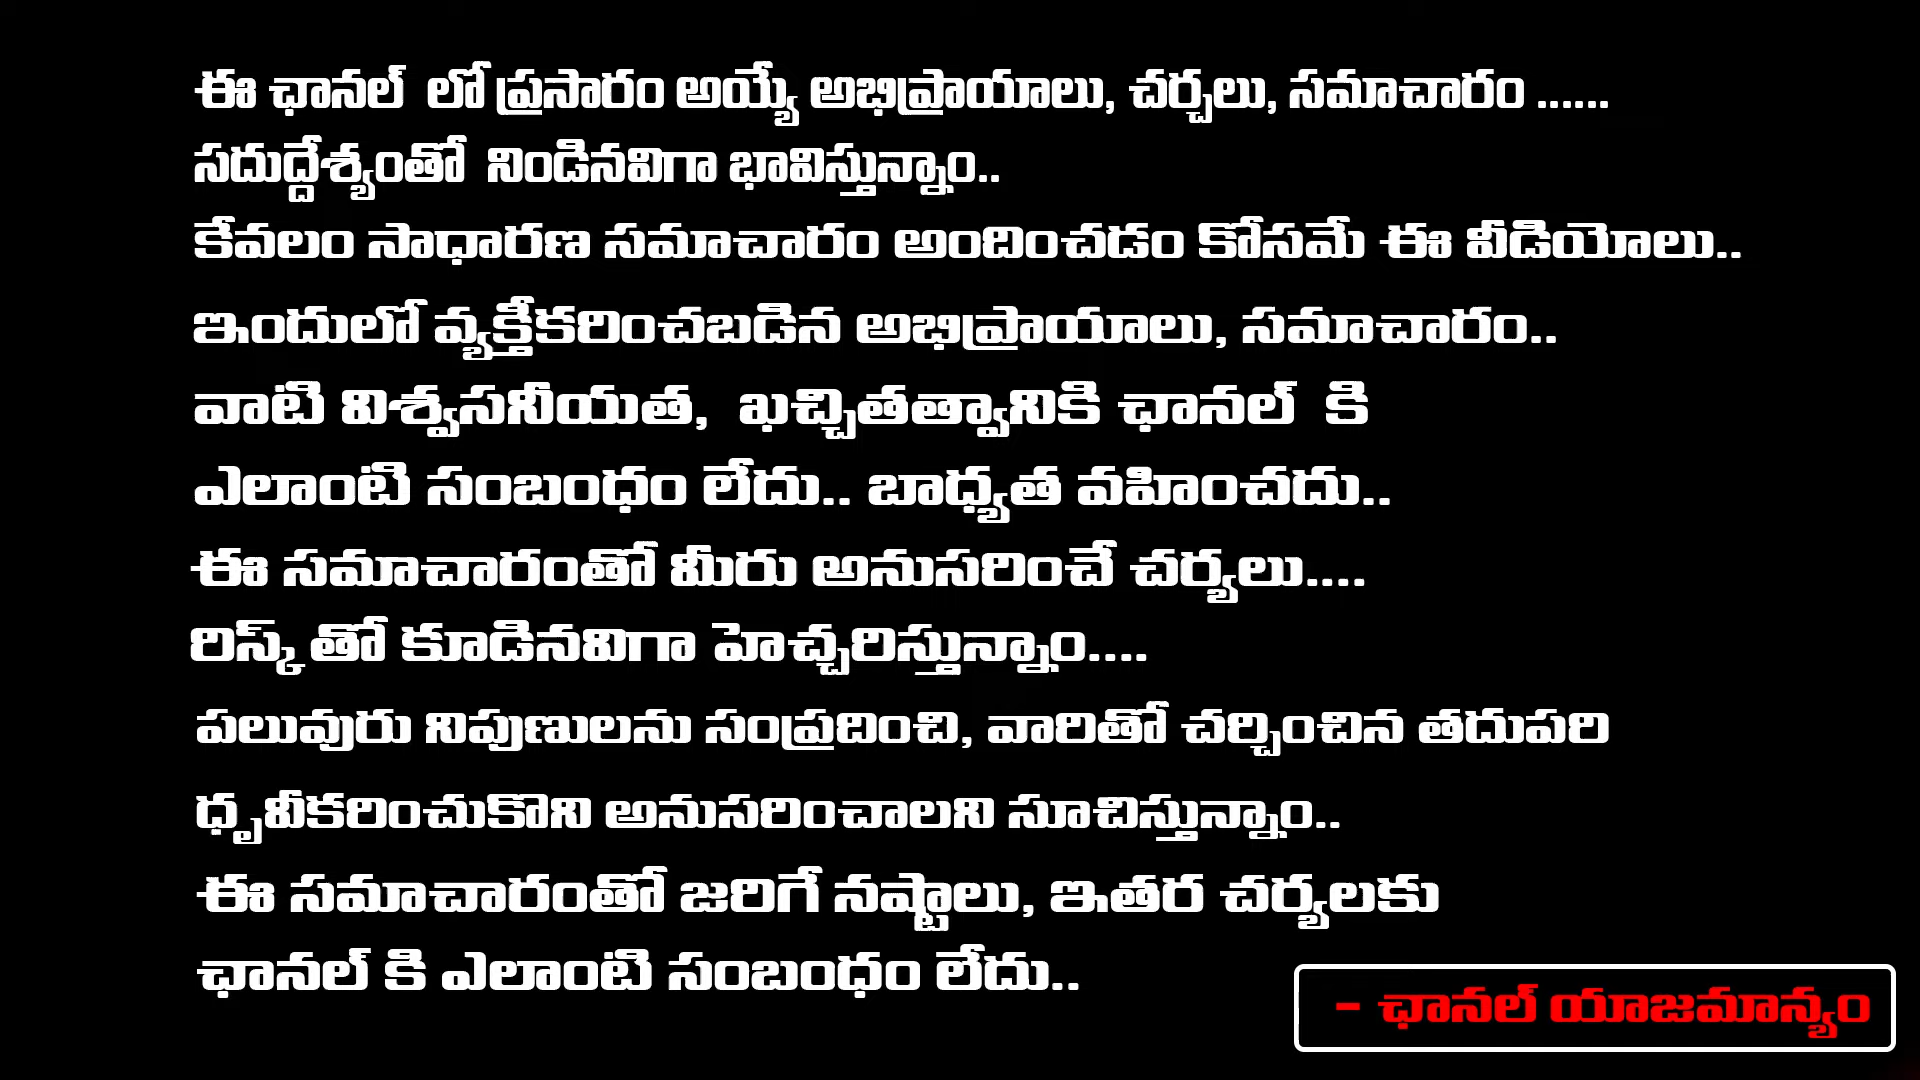 ఈ ఛానల్ లో ప్రసారం అయ్యే అభిప్రాయాలు, చర్చలు, సమాచారం ......
సదుద్దేశ్యంతో నిండినవిగా భావిస్తున్నాం..
కేవలం సాధారణ సమాచారం అందించడం కోసమే ఈ వీడియోలు..
ఇందులో వ్యక్తీకరించబడిన అభిప్రాయాలు, సమాచారం..
వాటి విశ్వసనీయత, ఖచ్చితత్వానికి ఛానల్ కి
ఎలాంటి సంబంధం లేదు.. బాధ్యత వహించదు..
ఈ సమాచారంతో మీరు అనుసరించే చర్యలు....
రిస్క్ తో కూడినవిగా హెచ్చరిస్తున్నాం....
పలువురు నిపుణులను సంప్రదించి, వారితో చర్చించిన తదుపరి
ధృవీకరించుకొని అనుసరించాలని సూచిస్తున్నాం..
ఈ సమాచారంతో జరిగే నష్టాలు, ఇతర చర్యలకు
ఛానల్ కి ఎలాంటి సంబంధం లేదు..
- ఛానల్ యాజమాన్యం